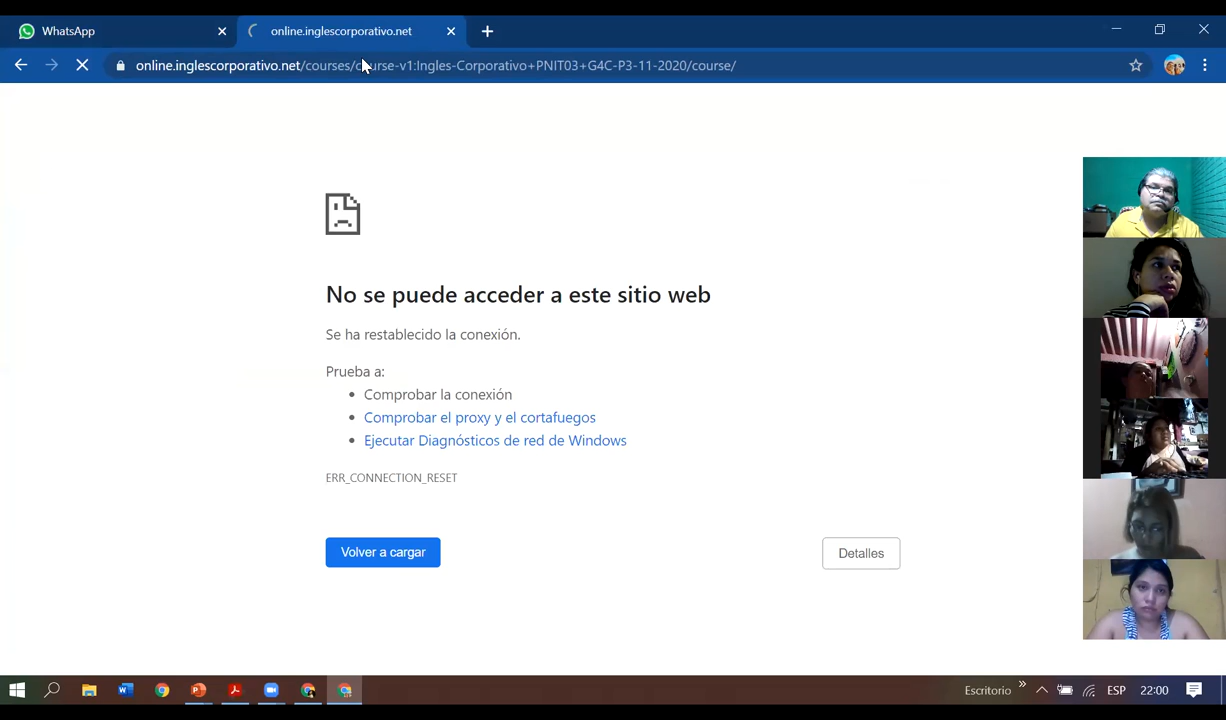 WhatsApp
online.inglescorporativo.net
online.inglescorporativo.net/courses/course-v1:Ingles-Corporativo+PNIT03+G4C-P3-11-2020/course/
No se puede acceder a este sitio web
Se ha restablecido la conexión.
Prueba a:
• Comprobar la conexión
• Comprobar el proxy y el cortafuegos
• Ejecutar Diagnósticos de red de Windows
ERR_CONNECTION_RESET
Volver a cargar
Detalles
Escritorio
ESP
22:00